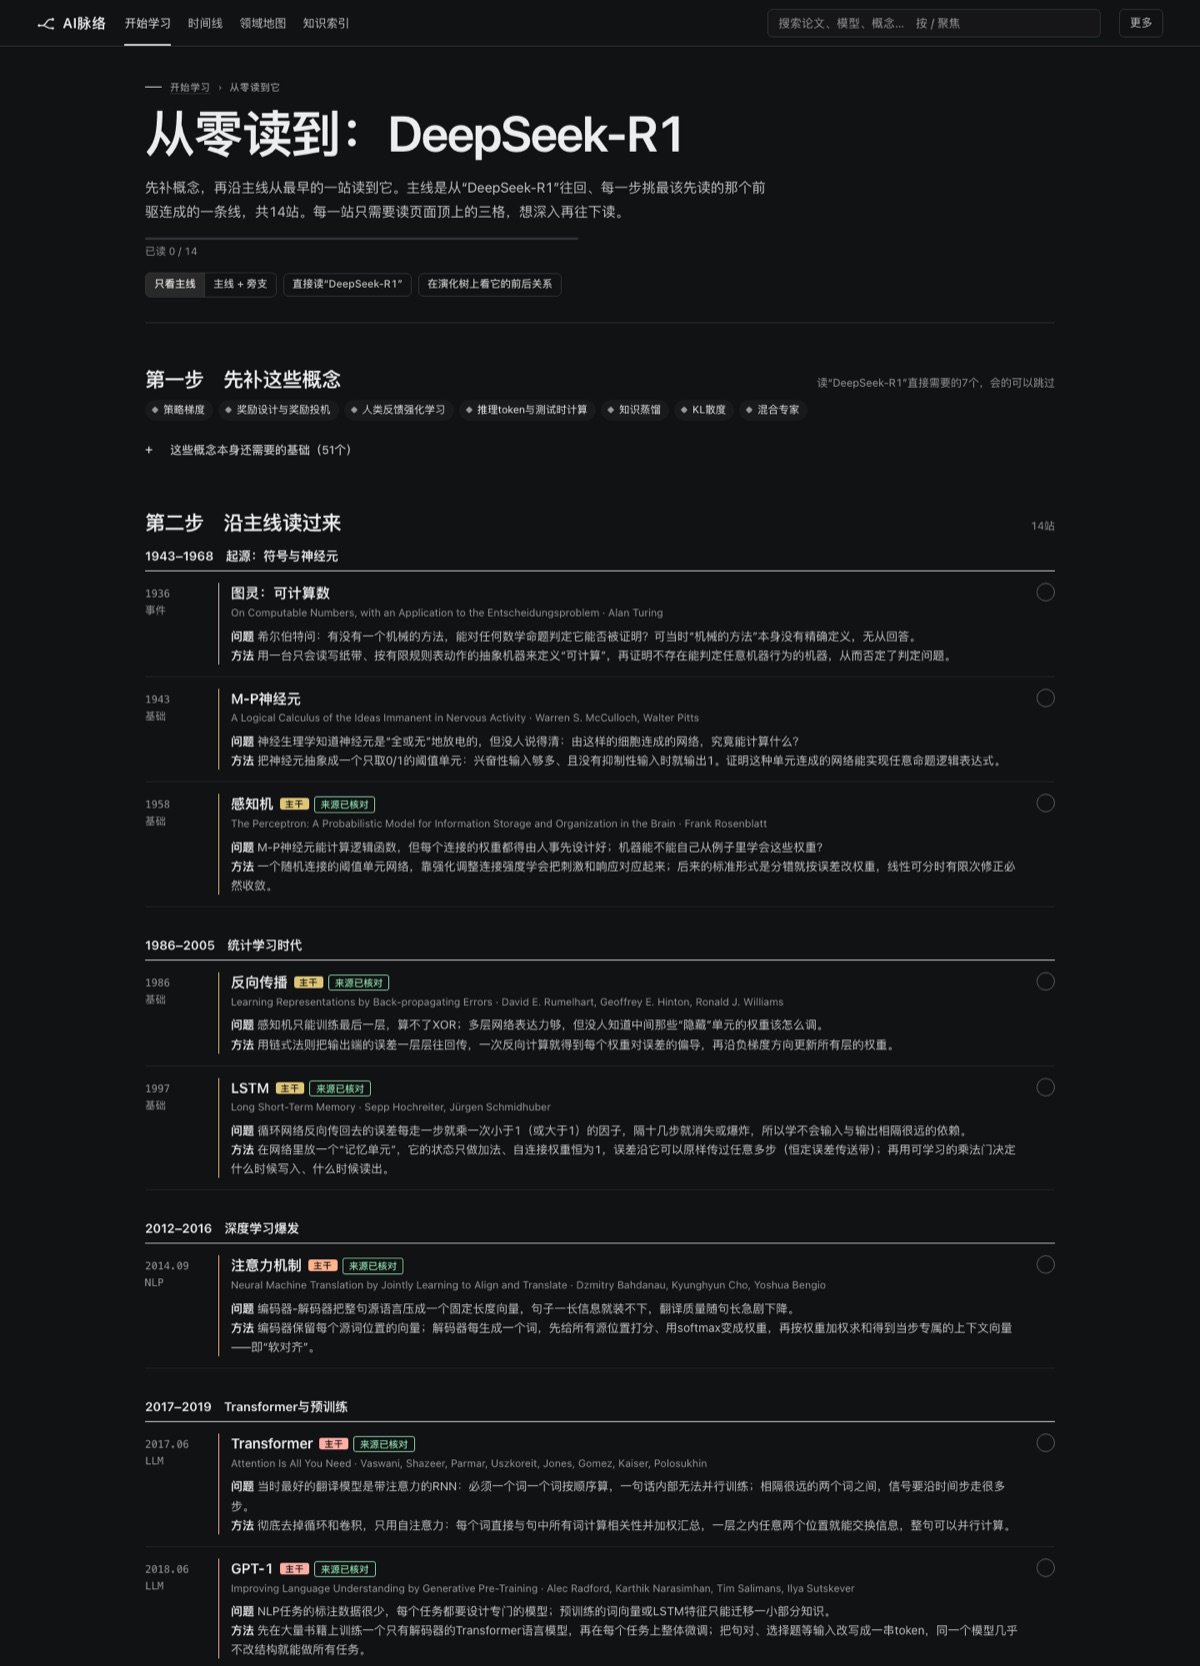 AI脉络 开始学习 时间线 领域地图 知识索引 搜索论文、模型、概念… 按 / 聚焦 更多
开始学习 › 从零读到它
从零读到：DeepSeek-R1
先补概念，再沿主线从最早的一站读到它。主线是从“DeepSeek-R1”往回、每一步挑最该先读的那个前
驱连成的一条线，共14站。每一站只需要读页面顶上的三格，想深入再往下读。
已读 0 / 14
只看主线 主线 + 旁支 直接读“DeepSeek-R1” 在演化树上看它的前后关系
第一步 先补这些概念 读“DeepSeek-R1”直接需要的7个，会的可以跳过
策略梯度 奖励设计与奖励投机 人类反馈强化学习 推理token与测试时计算 知识蒸馏 KL散度 混合专家
+ 这些概念本身还需要的基础（51个）
第二步 沿主线读过来 14站
1943–1968 起源：符号与神经元
1936 图灵：可计算数
事件 On Computable Numbers, with an Application to the Entscheidungsproblem · Alan Turing
问题 希尔伯特问：有没有一个机械的方法，能对任何数学命题判定它能否被证明？可当时“机械的方法”本身没有精确定义，无从回答。
方法 用一台只会读写纸带、按有限规则表动作的抽象机器来定义“可计算”，再证明不存在能判定任意机器行为的机器，从而否定了判定问题。
1943 M-P神经元
基础 A Logical Calculus of the Ideas Immanent in Nervous Activity · Warren S. McCulloch, Walter Pitts
问题 神经生理学知道神经元是“全或无”地放电的，但没人说得清：由这样的细胞连成的网络，究竟能计算什么？
方法 把神经元抽象成一个只取0/1的阈值单元：兴奋性输入够多、且没有抑制性输入时就输出1。证明这种单元连成的网络能实现任意命题逻辑表达式。
1958 感知机 主干 来源已核对
基础 The Perceptron: A Probabilistic Model for Information Storage and Organization in the Brain · Frank Rosenblatt
问题 M-P神经元能计算逻辑函数，但每个连接的权重都得由人事先设计好；机器能不能自己从例子里学会这些权重？
方法 一个随机连接的阈值单元网络，靠强化调整连接强度学会把刺激和响应对应起来；后来的标准形式是分错就按误差改权重，线性可分时有限次修正必
然收敛。
1986–2005 统计学习时代
1986 反向传播 主干 来源已核对
基础 Learning Representations by Back-propagating Errors · David E. Rumelhart, Geoffrey E. Hinton, Ronald J. Williams
问题 感知机只能训练最后一层，算不了XOR；多层网络表达力够，但没人知道中间那些“隐藏”单元的权重该怎么调。
方法 用链式法则把输出端的误差一层层往回传，一次反向计算就得到每个权重对误差的偏导，再沿负梯度方向更新所有层的权重。
1997 LSTM 主干 来源已核对
基础 Long Short-Term Memory · Sepp Hochreiter, Jürgen Schmidhuber
问题 循环网络反向传回去的误差每走一步就乘一次小于1（或大于1）的因子，隔十几步就消失或爆炸，所以学不会输入与输出相隔很远的依赖。
方法 在网络里放一个“记忆单元”，它的状态只做加法、自连接权重恒为1，误差沿它可以原样传过任意多步（恒定误差传送带）；再用可学习的乘法门决定
什么时候写入、什么时候读出。
2012–2016 深度学习爆发
2014.09 注意力机制 主干 来源已核对
NLP Neural Machine Translation by Jointly Learning to Align and Translate · Dzmitry Bahdanau, Kyunghyun Cho, Yoshua Bengio
问题 编码器-解码器把整句源语言压成一个固定长度向量，句子一长信息就装不下，翻译质量随句长急剧下降。
方法 编码器保留每个源词位置的向量；解码器每生成一个词，先给所有源位置打分、用softmax变成权重，再按权重加权求和得到当步专属的上下文向量
——即“软对齐”。
2017–2019 Transformer与预训练
2017.06 Transformer 主干 来源已核对
LLM Attention Is All You Need · Vaswani, Shazeer, Parmar, Uszkoreit, Jones, Gomez, Kaiser, Polosukhin
问题 当时最好的翻译模型是带注意力的RNN：必须一个词一个词按顺序算，一句话内部无法并行训练；相隔很远的两个词之间，信号要沿时间步走很多
步。
方法 彻底去掉循环和卷积，只用自注意力：每个词直接与句中所有词计算相关性并加权汇总，一层之内任意两个位置就能交换信息，整句可以并行计算。
2018.06 GPT-1 主干 来源已核对
LLM Improving Language Understanding by Generative Pre-Training · Alec Radford, Karthik Narasimhan, Tim Salimans, Ilya Sutskever
问题 NLP任务的标注数据很少，每个任务都要设计专门的模型；预训练的词向量或LSTM特征只能迁移一小部分知识。
方法 先在大量书籍上训练一个只有解码器的Transformer语言模型，再在每个任务上整体微调；把句对、选择题等输入改写成一串token，同一个模型几乎
不改结构就能做所有任务。